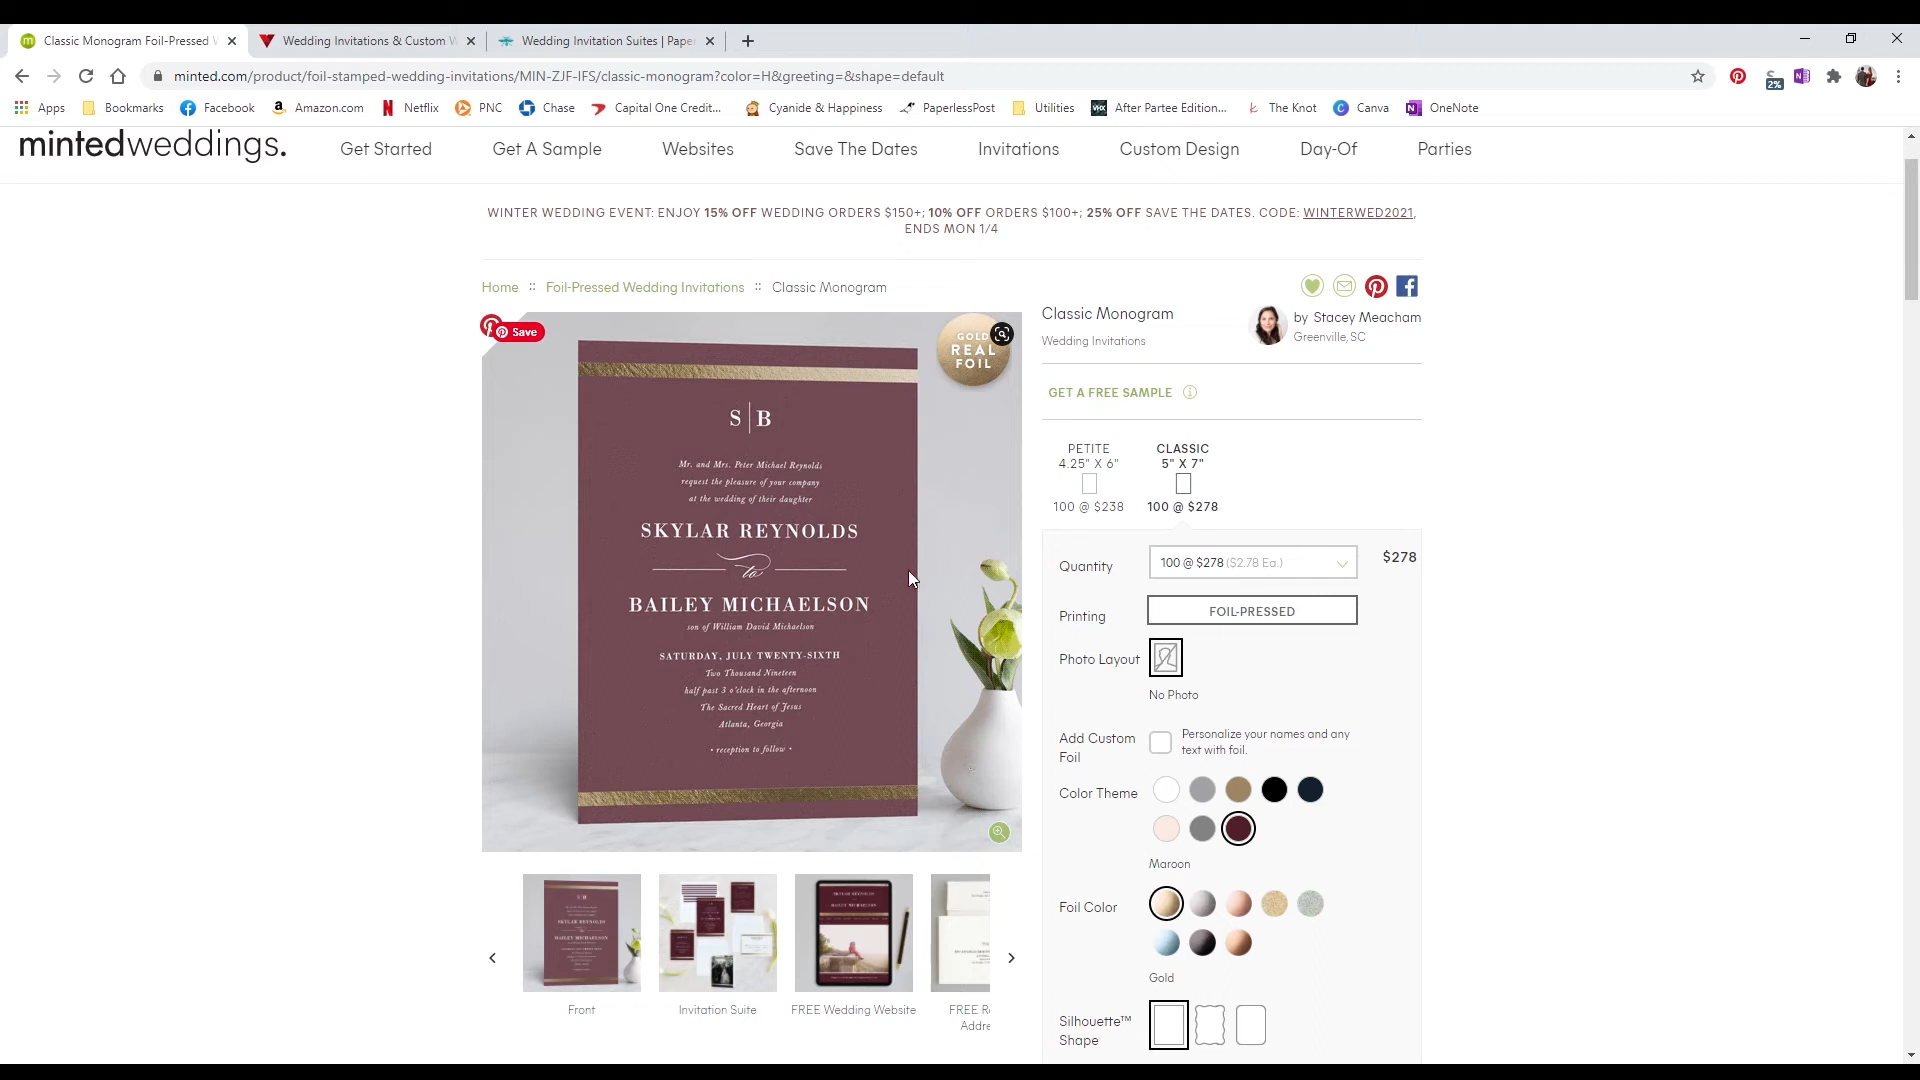 Classic Monogram Foil-Pressed W
Wedding Invitations & Custom W
Wedding Invitation Suites | Pape
minted.com/product/foil-stamped-wedding-invitations/MIN-ZJF-IFS/classic-monogram?color=H&greeting=&shape=default
2%
Apps
Bookmarks
Facebook
Amazon.com
Netflix
PNC
Chase
Capital One Credit...
Cyanide & Happiness
PaperlessPost
Utilities
After Partee Edition...
The Knot
Canva
OneNote
mintedweddings.
Get Started
Get A Sample
Websites
Save The Dates
Invitations
Custom Design
Day-Of
Parties
WINTER WEDDING EVENT: ENJOY 15% OFF WEDDING ORDERS $150+; 10% OFF ORDERS $100+; 25% OFF SAVE THE DATES. CODE: WINTERWED2021,
ENDS MON 1/4
Home :: Foil-Pressed Wedding Invitations :: Classic Monogram
Save
GOLD
REAL
FOIL
S | B
Mr. and Mrs. Peter Michael Reynolds
request the pleasure of your company
at the wedding of their daughter
SKYLAR REYNOLDS
to
BAILEY MICHAELSON
son of William David Michaelson
SATURDAY, JULY TWENTY-SIXTH
Two Thousand Nineteen
half past 3 o'clock in the afternoon
The Sacred Heart of Jesus
Atlanta, Georgia
• reception to follow •
Front
Invitation Suite
FREE Wedding Website
FREE R
Addre
Classic Monogram
Wedding Invitations
by Stacey Meacham
Greenville, SC
GET A FREE SAMPLE
PETITE
4.25" X 6"
100 @ $238
CLASSIC
5" X 7"
100 @ $278
Quantity
100 @ $278 ($2.78 Ea.)
$278
Printing
FOIL-PRESSED
Photo Layout
No Photo
Add Custom
Foil
Personalize your names and any
text with foil.
Color Theme
Maroon
Foil Color
Gold
Silhouette™
Shape